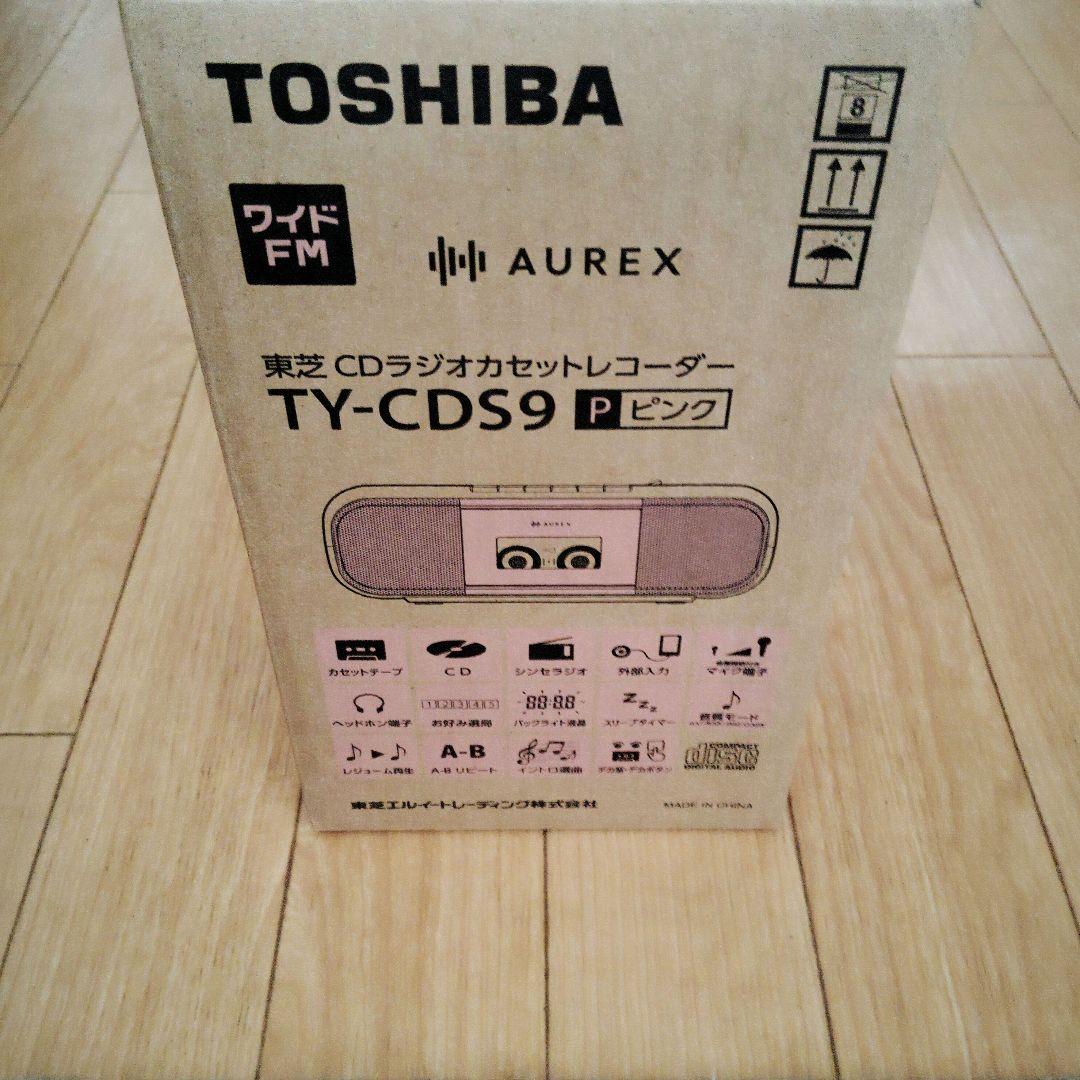 TOSHIBA
8
ワイド
FM
AUREX
東芝 CDラジオカセットレコーダー
TY-CDS9 P ピンク
AUREX
カセットテープ
CD
シンセラジオ
外部入力
マイク端子
ヘッドホン端子
12345
お好み選局
88:88
バックライト液晶
zzz
スリープタイマー
音質モード
レジューム再生
A-B
A-B リピート
イントロ選曲
デカ窓・デカボタン
COMPACT
disc
DIGITAL AUDIO
東芝エルイートレーディング株式会社
MADE IN CHINA